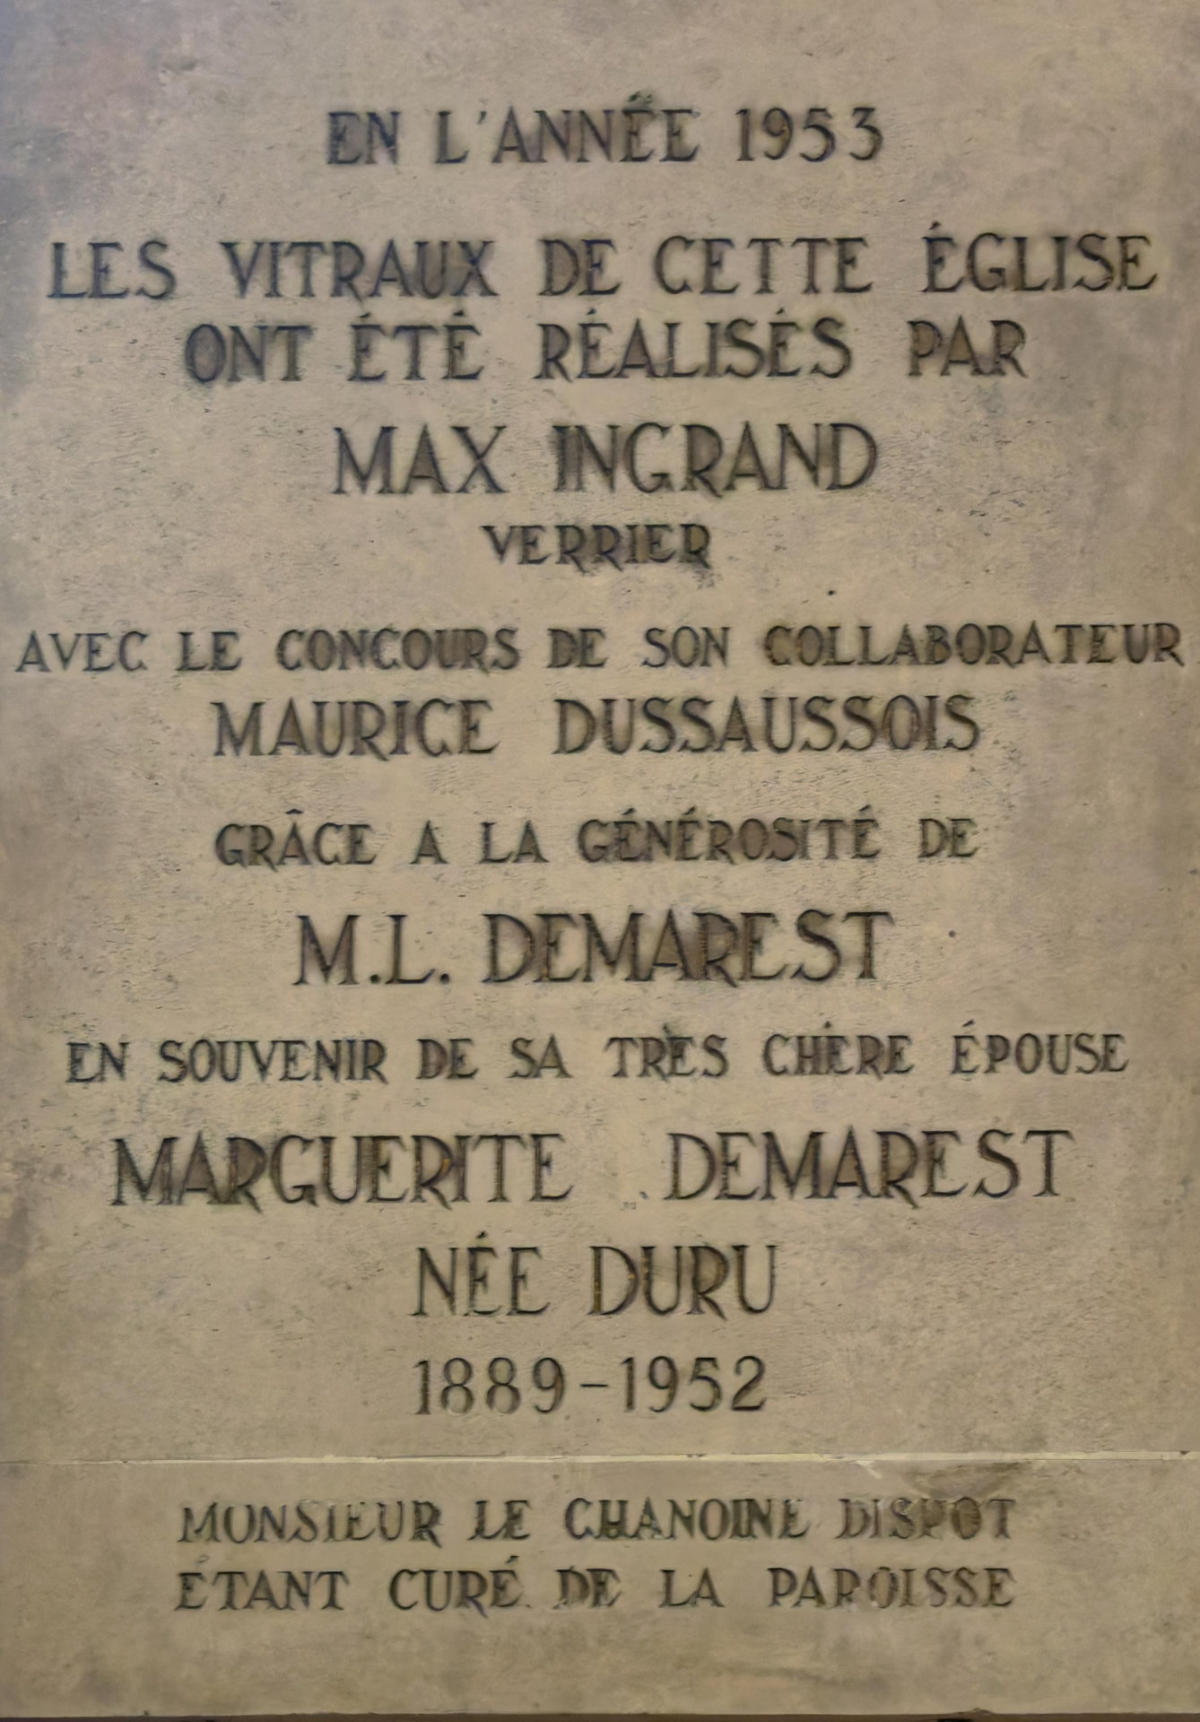 EN L'ANNÉE 1953
LES VITRAUX DE CETTE ÉGLISE
ONT ÉTÉ RÉALISÉS PAR
MAX INGRAND
VERRIER
AVEC LE CONCOURS DE SON COLLABORATEUR
MAURICE DUSSAUSSOIS
GRÂCE A LA GÉNÉROSITÉ DE
M.L. DEMAREST
EN SOUVENIR DE SA TRÈS CHÈRE ÉPOUSE
MARGUERITE DEMAREST
NÉE DURU
1889-1952
MONSIEUR LE CHANOINE DISPOT
ÉTANT CURÉ DE LA PAROISSE